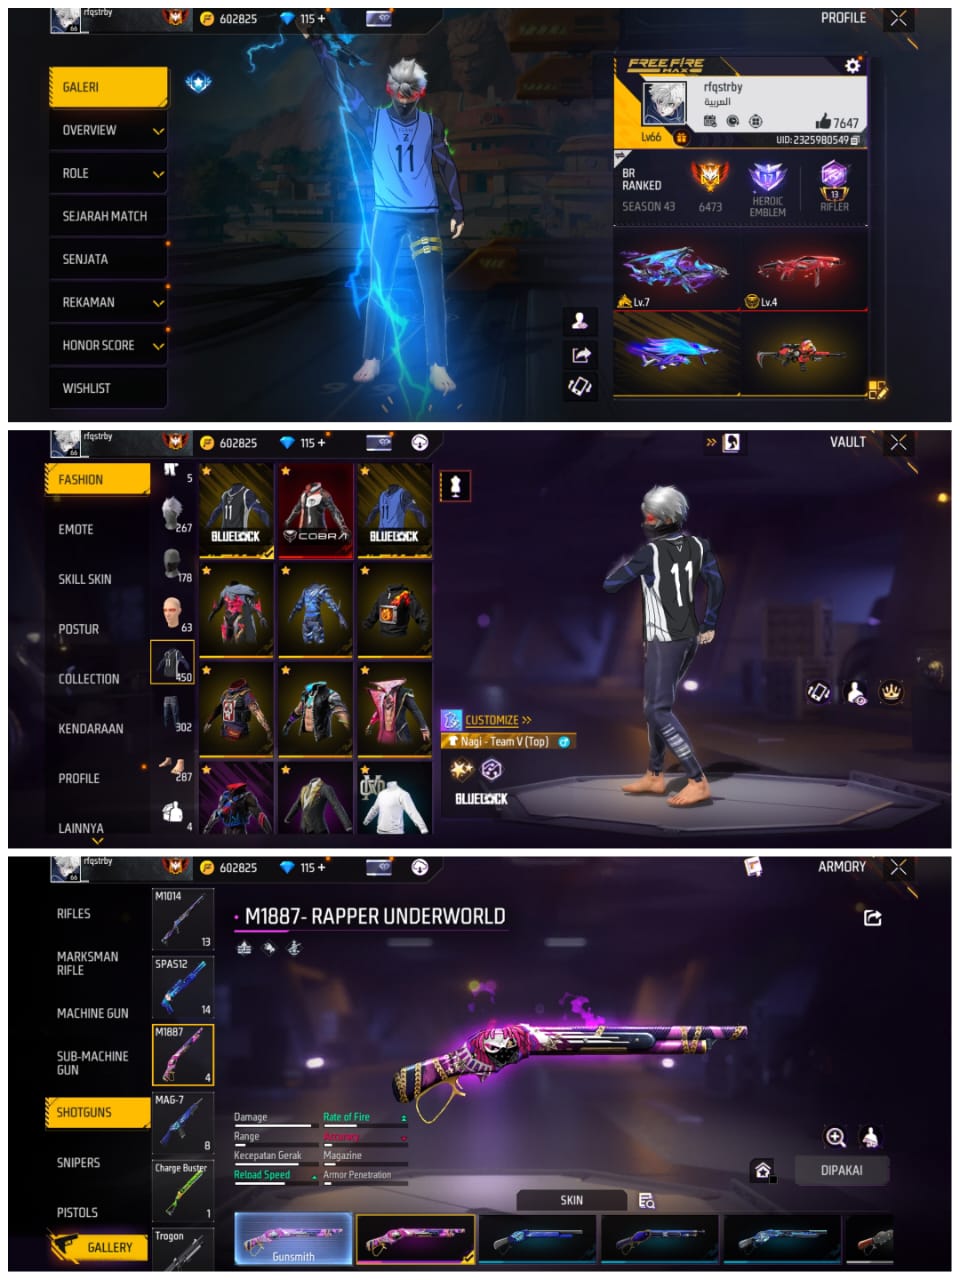 rfqstrby
66
602825
115 +
PROFILE
GALERI
OVERVIEW
ROLE
SEJARAH MATCH
SENJATA
REKAMAN
HONOR SCORE
WISHLIST
11
FREE FIRE
MAX
rfqstrby
العربية
7647
Lv66
UID: 2325980549
BR
RANKED
SEASON 43
6473
HEROIC
EMBLEM
13
RIFLER
Lv.7
Lv.4
rfqstrby
66
602825
115 +
VAULT
FASHION
EMOTE
SKILL SKIN
POSTUR
COLLECTION
KENDARAAN
PROFILE
LAINNYA
5
267
178
63
450
302
287
4
11
BLUELOCK
COBRA
11
BLUELOCK
11
CUSTOMIZE >>
Nagi - Team V (Top)
BLUELOCK
rfqstrby
66
602825
115 +
ARMORY
RIFLES
MARKSMAN
RIFLE
MACHINE GUN
SUB-MACHINE
GUN
SHOTGUNS
SNIPERS
PISTOLS
GALLERY
M1014
13
SPAS12
14
M1887
4
MAG-7
8
Charge Buster
1
Trogon
M1887- RAPPER UNDERWORLD
Damage
Rate of Fire
Range
Accuracy
Kecepatan Gerak
Magazine
Reload Speed
Armor Penetration
DIPAKAI
SKIN
Gunsmith